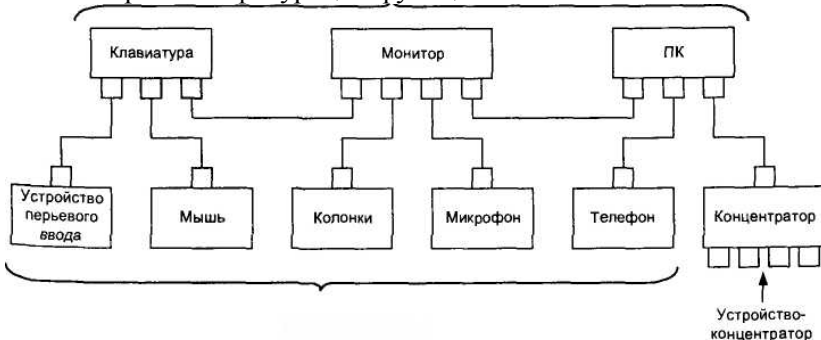 Клавиатура
Монитор
ПК
Устройство
перьевого
ввода
Мышь
Колонки
Микрофон
Телефон
Концентратор
Устройство-
концентратор